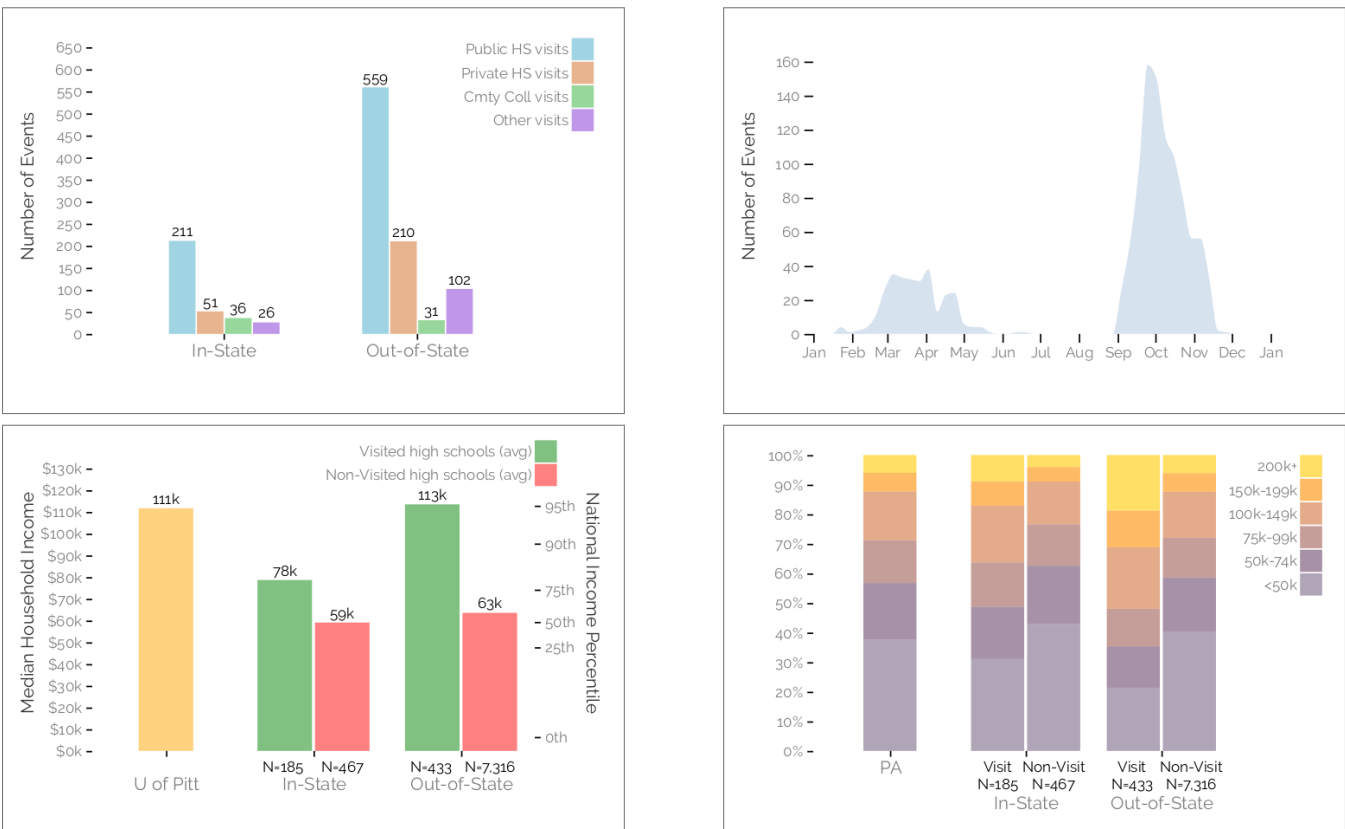 Number of Events
650
600
550
500
450
400
350
300
250
200
150
100
50
0
Public HS visits
Private HS visits
Cmty Coll visits
Other visits
211
51
36
26
559
210
31
102
In-State
Out-of-State
Number of Events
160
140
120
100
80
60
40
20
0
Jan Feb Mar Apr May Jun Jul Aug Sep Oct Nov Dec Jan
Median Household Income
$130k
$120k
$110k
$100k
$90k
$80k
$70k
$60k
$50k
$40k
$30k
$20k
$10k
$0k
Visited high schools (avg)
Non-Visited high schools (avg)
111k
78k
59k
113k
63k
National Income Percentile
95th
90th
75th
50th
25th
0th
N=185 N=467 N=433 N=7,316
U of Pitt In-State Out-of-State
100%
90%
80%
70%
60%
50%
40%
30%
20%
10%
0%
200k+
150k-199k
100k-149k
75k-99k
50k-74k
<50k
PA
Visit Non-Visit Visit Non-Visit
N=185 N=467 N=433 N=7,316
In-State Out-of-State